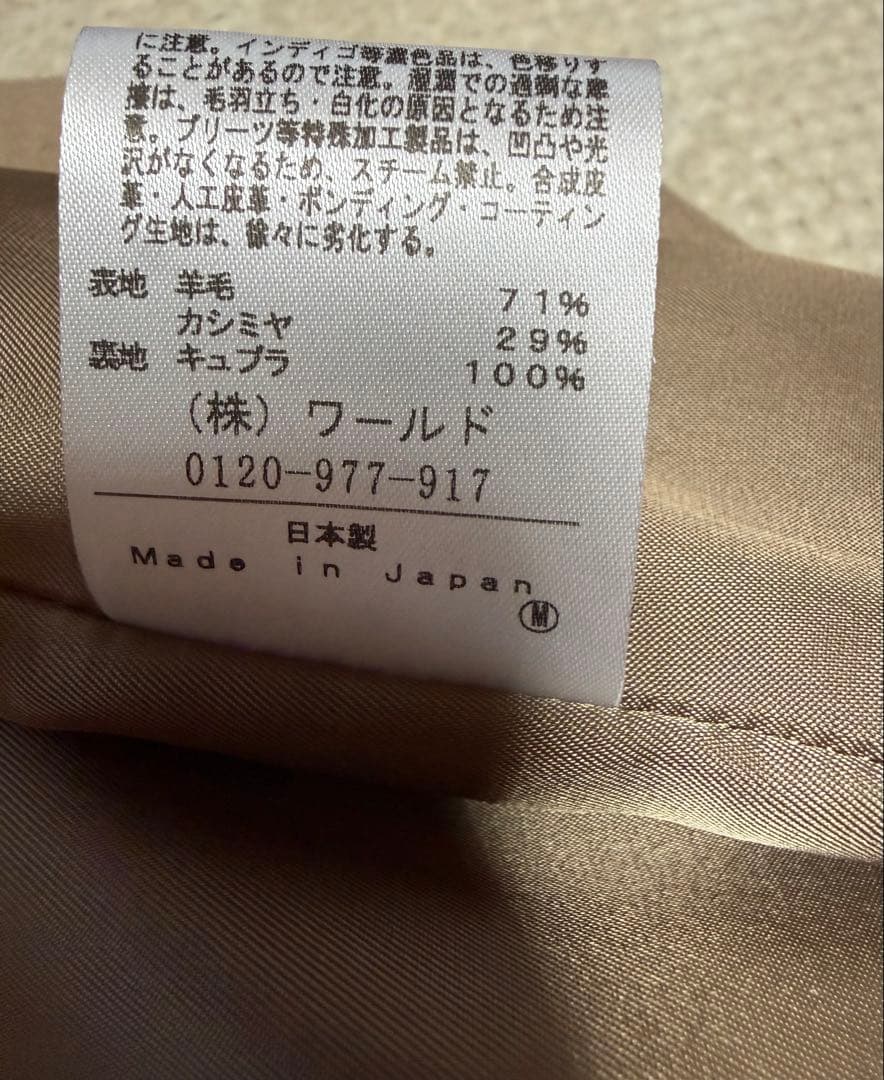 に注意。インディゴ等濃色品は、色移りす
ることがあるので注意。湿潤での過剰な摩
擦は、毛羽立ち・白化の原因となるため注
意。プリーツ等特殊加工製品は、凹凸や光
沢がなくなるため、スチーム禁止。合成皮
革・人工皮革・ボンディング・コーティン
グ生地は、徐々に劣化する。
表地 羊毛 71%
カシミヤ 29%
裏地 キュプラ 100%
(株)ワールド
0120-977-917
日本製
Made in Japan
Ⓜ